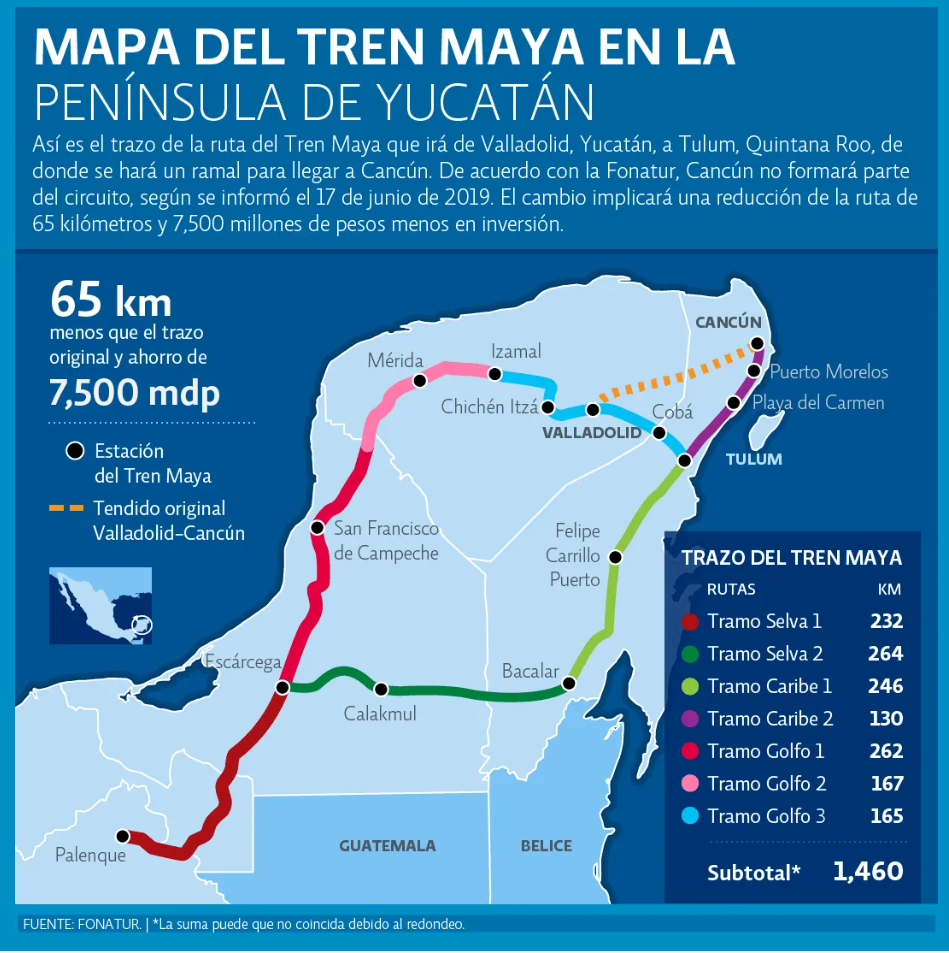 MAPA DEL TREN MAYA EN LA
PENÍNSULA DE YUCATÁN
Así es el trazo de la ruta del Tren Maya que irá de Valladolid, Yucatán, a Tulum, Quintana Roo, de
donde se hará un ramal para llegar a Cancún. De acuerdo con la Fonatur, Cancún no formará parte
del circuito, según se informó el 17 de junio de 2019. El cambio implicará una reducción de la ruta de
65 kilómetros y 7,500 millones de pesos menos en inversión.
65 km
menos que el trazo
original y ahorro de
7,500 mdp
Estación
del Tren Maya
Tendido original
Valladolid–Cancún
CANCÚN
Puerto Morelos
Playa del Carmen
Izamal
Mérida
Chichén Itzá
Cobá
VALLADOLID
TULUM
San Francisco
de Campeche
Felipe
Carrillo
Puerto
Escárcega
Bacalar
Calakmul
Palenque
GUATEMALA
BELICE
TRAZO DEL TREN MAYA
RUTAS KM
Tramo Selva 1 232
Tramo Selva 2 264
Tramo Caribe 1 246
Tramo Caribe 2 130
Tramo Golfo 1 262
Tramo Golfo 2 167
Tramo Golfo 3 165
Subtotal* 1,460
FUENTE: FONATUR. | *La suma puede que no coincida debido al redondeo.